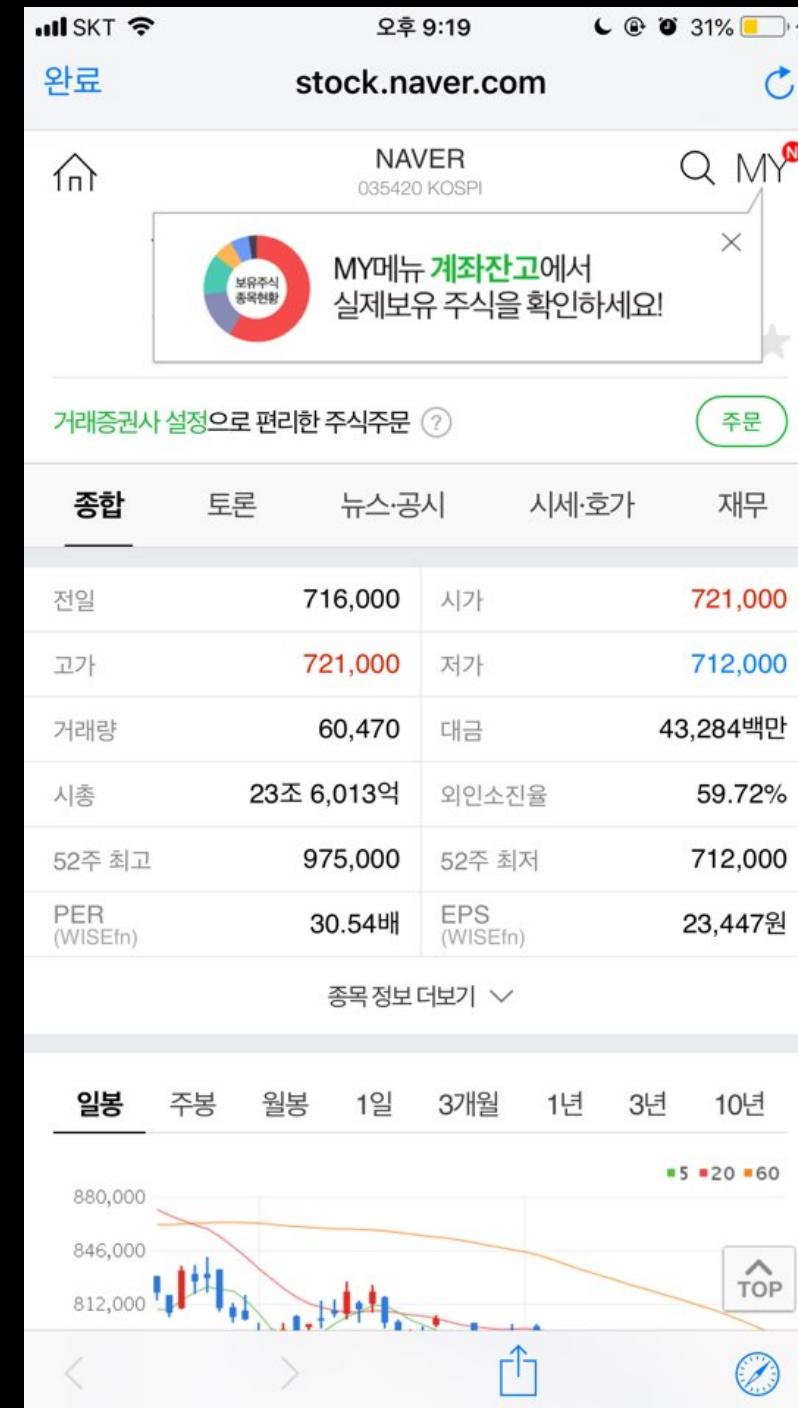 SKT 오후 9:19 31%
완료 stock.naver.com
NAVER MY N
035420 KOSPI
보유주식
종목현황
MY메뉴 계좌잔고에서
실제보유 주식을 확인하세요!
거래증권사 설정으로 편리한 주식주문 ? 주문
종합 토론 뉴스·공시 시세·호가 재무
전일 716,000 시가 721,000
고가 721,000 저가 712,000
거래량 60,470 대금 43,284백만
시총 23조 6,013억 외인소진율 59.72%
52주 최고 975,000 52주 최저 712,000
PER
(WISEfn) 30.54배 EPS
(WISEfn) 23,447원
종목 정보 더보기
일봉 주봉 월봉 1일 3개월 1년 3년 10년
5 20 60
880,000
846,000
812,000
TOP